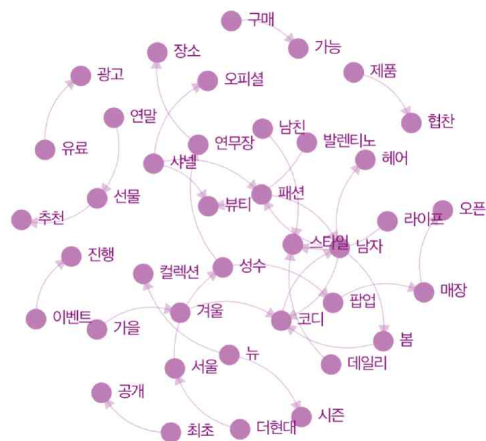 구매
장소
가능
광고
오피셜
제품
연말
남친
협찬
연무장
발렌티노
유료
헤어
샤넬
패션
선물
뷰티
오픈
추천
라이프
스타일
남자
진행
컬렉션
성수
매장
팝업
이벤트
겨울
코디
가을
봄
뉴
서울
데일리
공개
시즌
최초
더현대